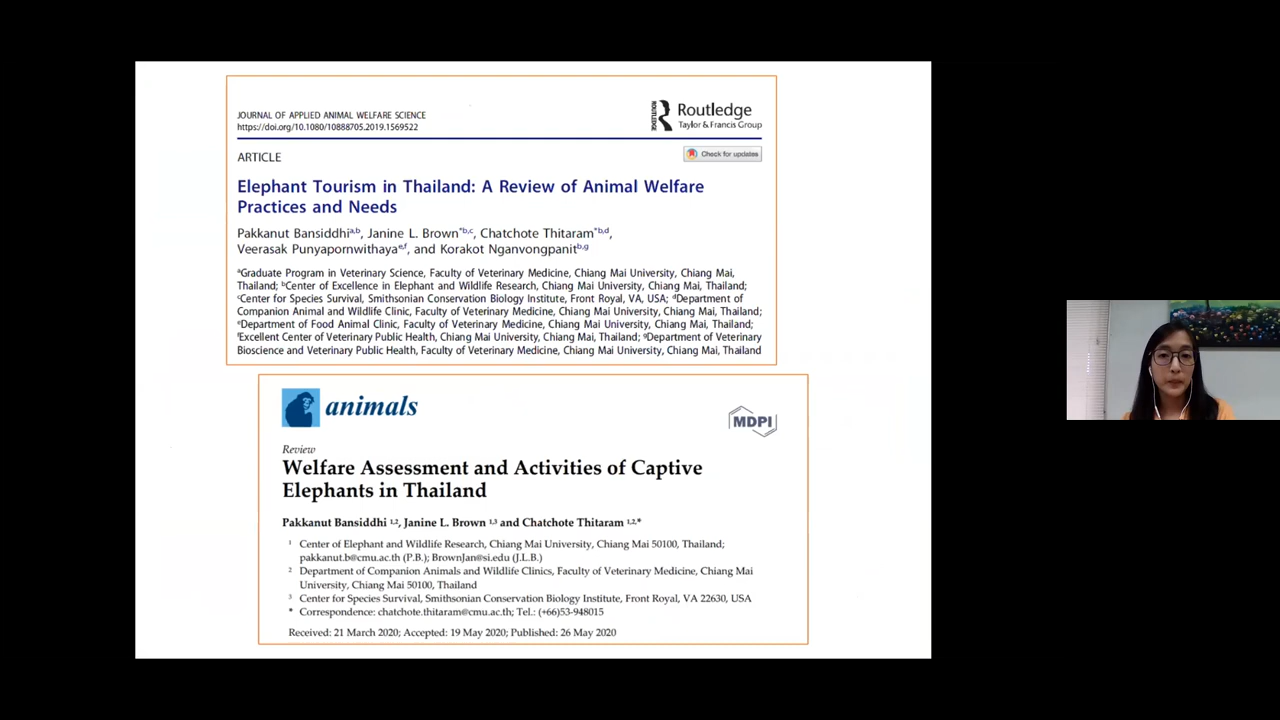 JOURNAL OF APPLIED ANIMAL WELFARE SCIENCE
https://doi.org/10.1080/10888705.2019.1569522
ROUTLEDGE
Routledge
Taylor & Francis Group
ARTICLE
Check for updates
Elephant Tourism in Thailand: A Review of Animal Welfare
Practices and Needs
Pakkanut Bansiddhiᵃ,ᵇ, Janine L. Brown*ᵇ,ᶜ, Chatchote Thitaram*ᵇ,ᵈ,
Veerasak Punyapornwithayaᵉ,ᶠ, and Korakot Nganvongpanitᵇ,ᵍ
ᵃGraduate Program in Veterinary Science, Faculty of Veterinary Medicine, Chiang Mai University, Chiang Mai,
Thailand; ᵇCenter of Excellence in Elephant and Wildlife Research, Chiang Mai University, Chiang Mai, Thailand;
ᶜCenter for Species Survival, Smithsonian Conservation Biology Institute, Front Royal, VA, USA; ᵈDepartment of
Companion Animal and Wildlife Clinic, Faculty of Veterinary Medicine, Chiang Mai University, Chiang Mai, Thailand;
ᵉDepartment of Food Animal Clinic, Faculty of Veterinary Medicine, Chiang Mai University, Chiang Mai, Thailand;
ᶠExcellent Center of Veterinary Public Health, Chiang Mai University, Chiang Mai, Thailand; ᵍDepartment of Veterinary
Bioscience and Veterinary Public Health, Faculty of Veterinary Medicine, Chiang Mai University, Chiang Mai, Thailand
animals
MDPI
Review
Welfare Assessment and Activities of Captive
Elephants in Thailand
Pakkanut Bansiddhi ¹,², Janine L. Brown ¹,³ and Chatchote Thitaram ¹,²,*
¹ Center of Elephant and Wildlife Research, Chiang Mai University, Chiang Mai 50100, Thailand;
pakkanut.b@cmu.ac.th (P.B.); BrownJan@si.edu (J.L.B.)
² Department of Companion Animals and Wildlife Clinics, Faculty of Veterinary Medicine, Chiang Mai
University, Chiang Mai 50100, Thailand
³ Center for Species Survival, Smithsonian Conservation Biology Institute, Front Royal, VA 22630, USA
* Correspondence: chatchote.thitaram@cmu.ac.th; Tel.: (+66)53-948015
Received: 21 March 2020; Accepted: 19 May 2020; Published: 26 May 2020